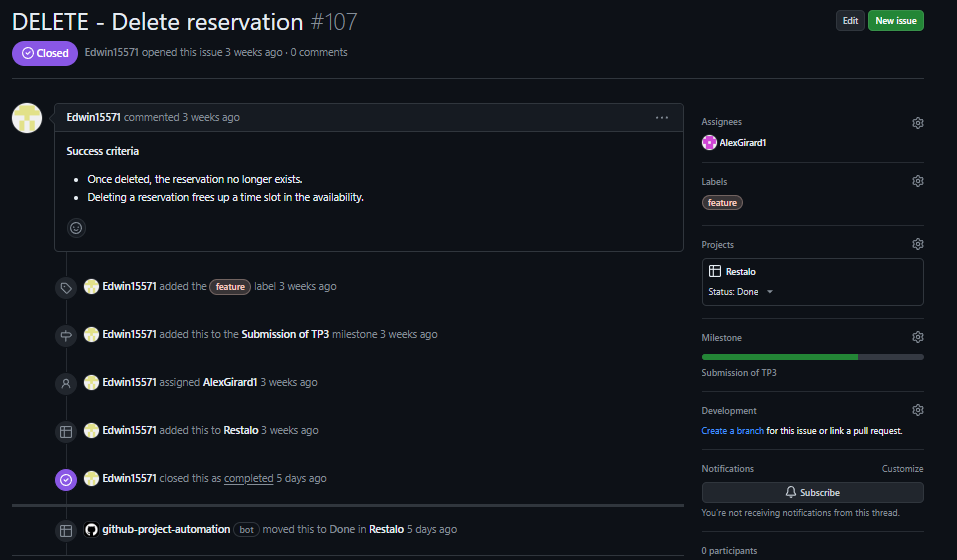 DELETE - Delete reservation #107
Edit
New issue
Closed
Edwin15571 opened this issue 3 weeks ago · 0 comments
Edwin15571 commented 3 weeks ago
Success criteria
• Once deleted, the reservation no longer exists.
• Deleting a reservation frees up a time slot in the availability.
Edwin15571 added the feature label 3 weeks ago
Edwin15571 added this to the Submission of TP3 milestone 3 weeks ago
Edwin15571 assigned AlexGirard1 3 weeks ago
Edwin15571 added this to Restalo 3 weeks ago
Edwin15571 closed this as completed 5 days ago
github-project-automation bot moved this to Done in Restalo 5 days ago
Assignees
AlexGirard1
Labels
feature
Projects
Restalo
Status: Done
Milestone
Submission of TP3
Development
Create a branch for this issue or link a pull request.
Notifications
Customize
Subscribe
You're not receiving notifications from this thread.
0 participants